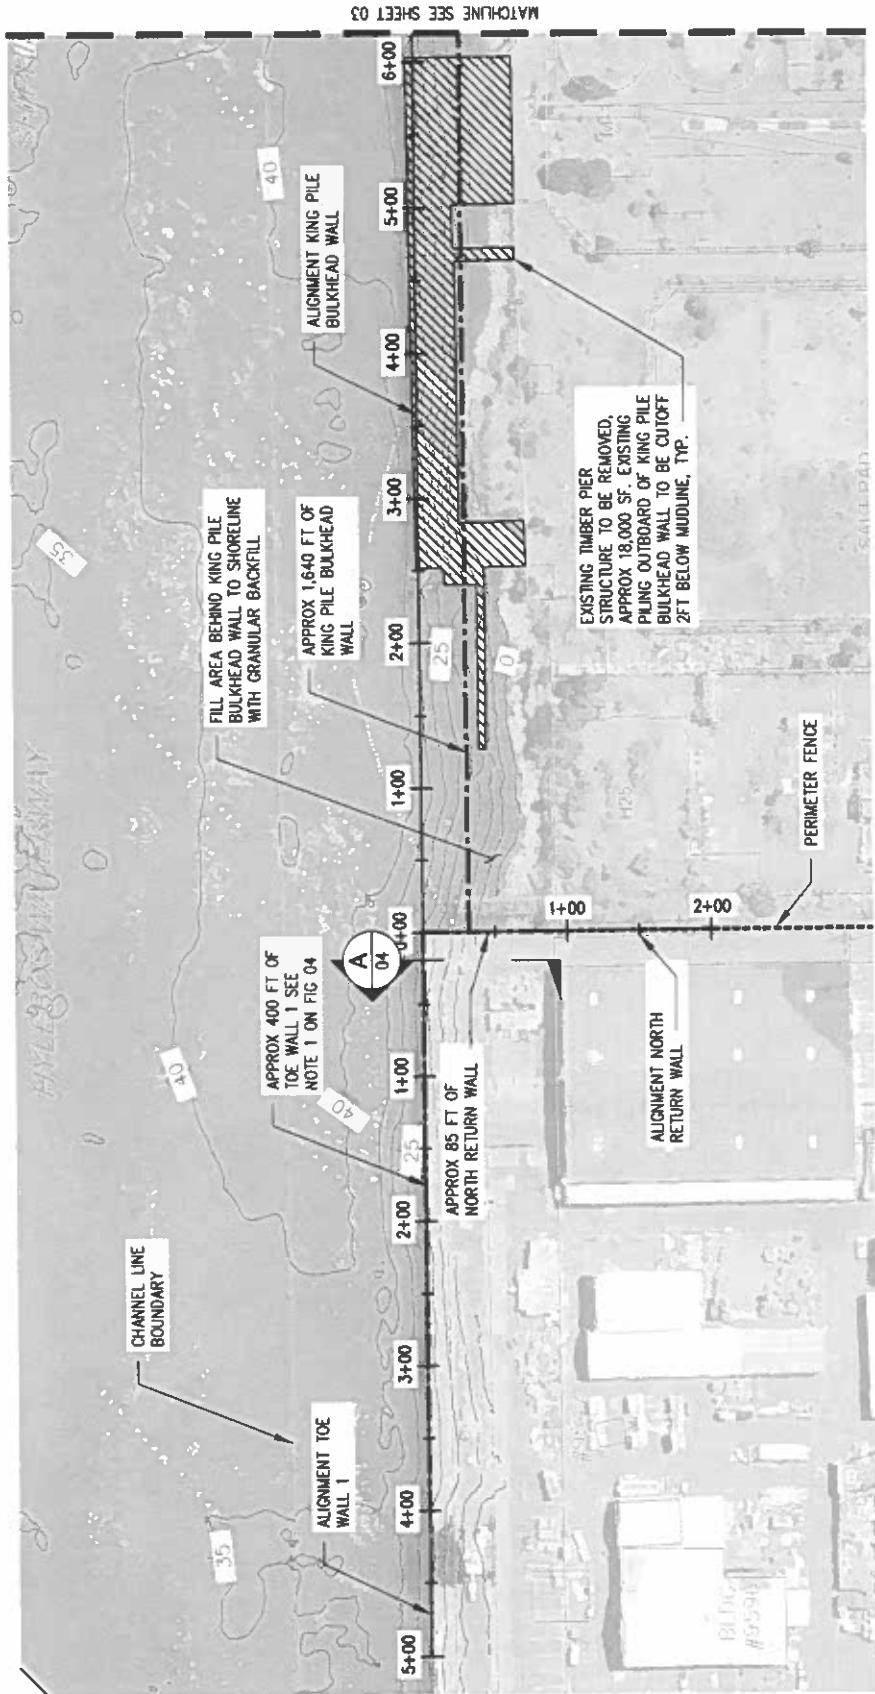 MATCHLINE SEE SHEET 03
HYLEBOS WATERWAY
CHANNEL LINE
BOUNDARY
APPROX 400 FT OF
TOE WALL 1 SEE
NOTE 1 ON FIG 04
FILL AREA BEHIND KING PILE
BULKHEAD WALL TO SHORELINE
WITH GRANULAR BACKFILL
APPROX 1,640 FT OF
KING PILE BULKHEAD
WALL
ALIGNMENT KING PILE
BULKHEAD WALL
ALIGNMENT TOE
WALL 1
35
40
40
25
35
40
25
0
A
04
5+00
4+00
3+00
2+00
1+00
0+00
1+00
2+00
3+00
4+00
5+00
6+00
APPROX 85 FT OF
NORTH RETURN WALL
1+00
2+00
ALIGNMENT NORTH
RETURN WALL
PERIMETER FENCE
EXISTING TIMBER PIER
STRUCTURE TO BE REMOVED,
APPROX 18,000 SF. EXISTING
PILING OUTBOARD OF KING PILE
BULKHEAD WALL TO BE CUTOFF
2FT BELOW MUDLINE, TYP.
H25
SALT PAD
BLDG